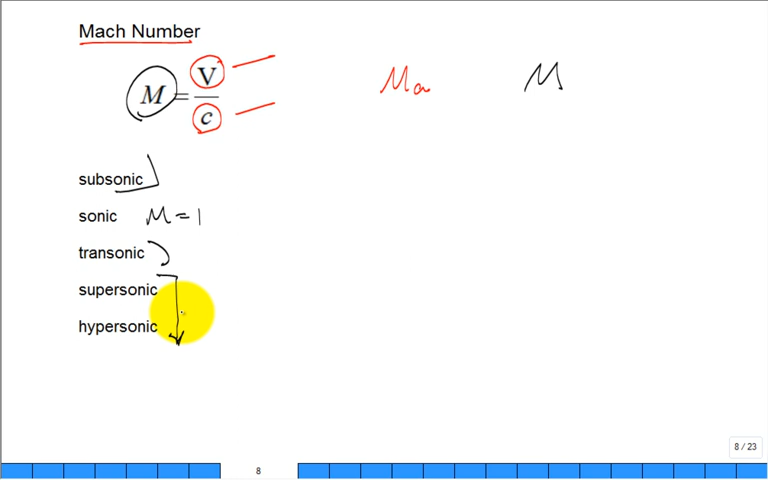 Mach Number
M = V / c
Ma M
subsonic
sonic M = 1
transonic
supersonic
hypersonic
8 / 23
8